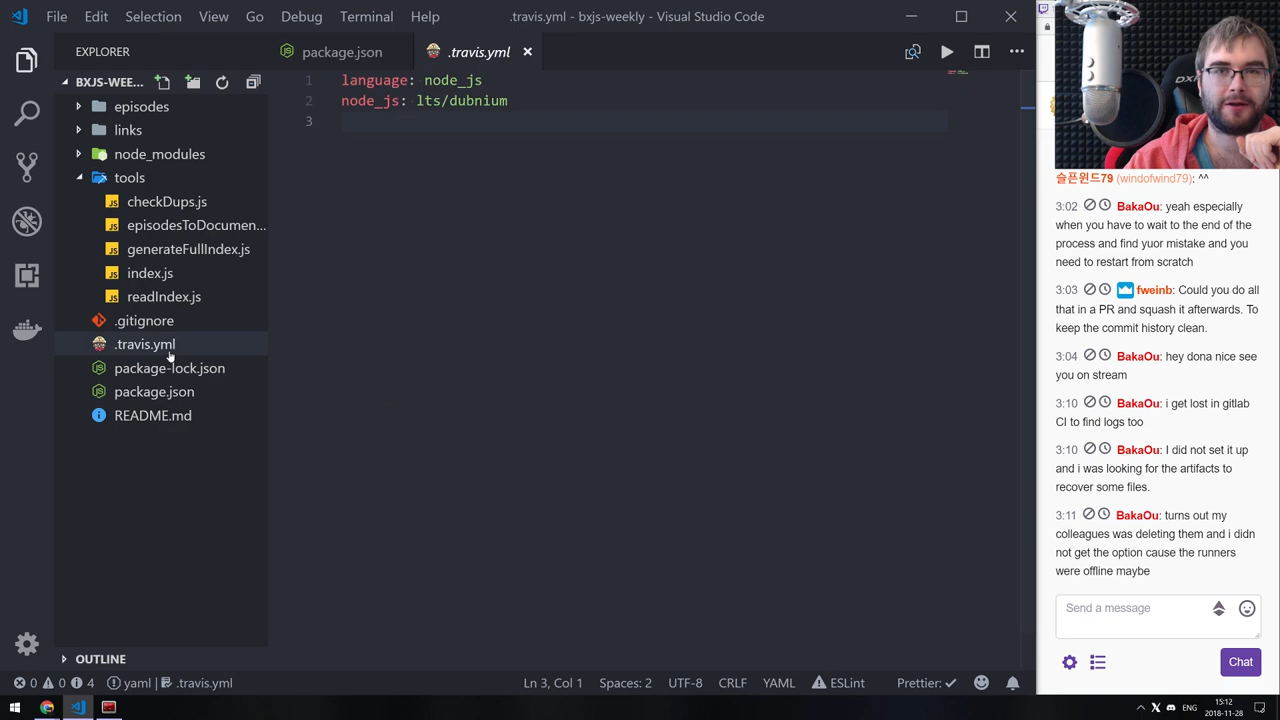 File Edit Selection View Go Debug Terminal Help .travis.yml - bxjs-weekly - Visual Studio Code
EXPLORER
package.json
.travis.yml
BXJS-WEE...
episodes
links
node_modules
tools
checkDups.js
episodesToDocumen...
generateFullIndex.js
index.js
readIndex.js
.gitignore
.travis.yml
package-lock.json
package.json
README.md
OUTLINE
1 language: node_js
2 node_js: lts/dubnium
3
슬픈윈드79 (windofwind79): ^^
3:02 BakaOu: yeah especially
when you have to wait to the end of the
process and find yuor mistake and you
need to restart from scratch
3:03 fweinb: Could you do all
that in a PR and squash it afterwards. To
keep the commit history clean.
3:04 BakaOu: hey dona nice see
you on stream
3:10 BakaOu: i get lost in gitlab
CI to find logs too
3:10 BakaOu: I did not set it up
and i was looking for the artifacts to
recover some files.
3:11 BakaOu: turns out my
colleagues was deleting them and i didn
not get the option cause the runners
were offline maybe
Send a message
Chat
0 0 4 yaml | .travis.yml Ln 3, Col 1 Spaces: 2 UTF-8 CRLF YAML ESLint Prettier: ✓
ENG
15:12
2018-11-28